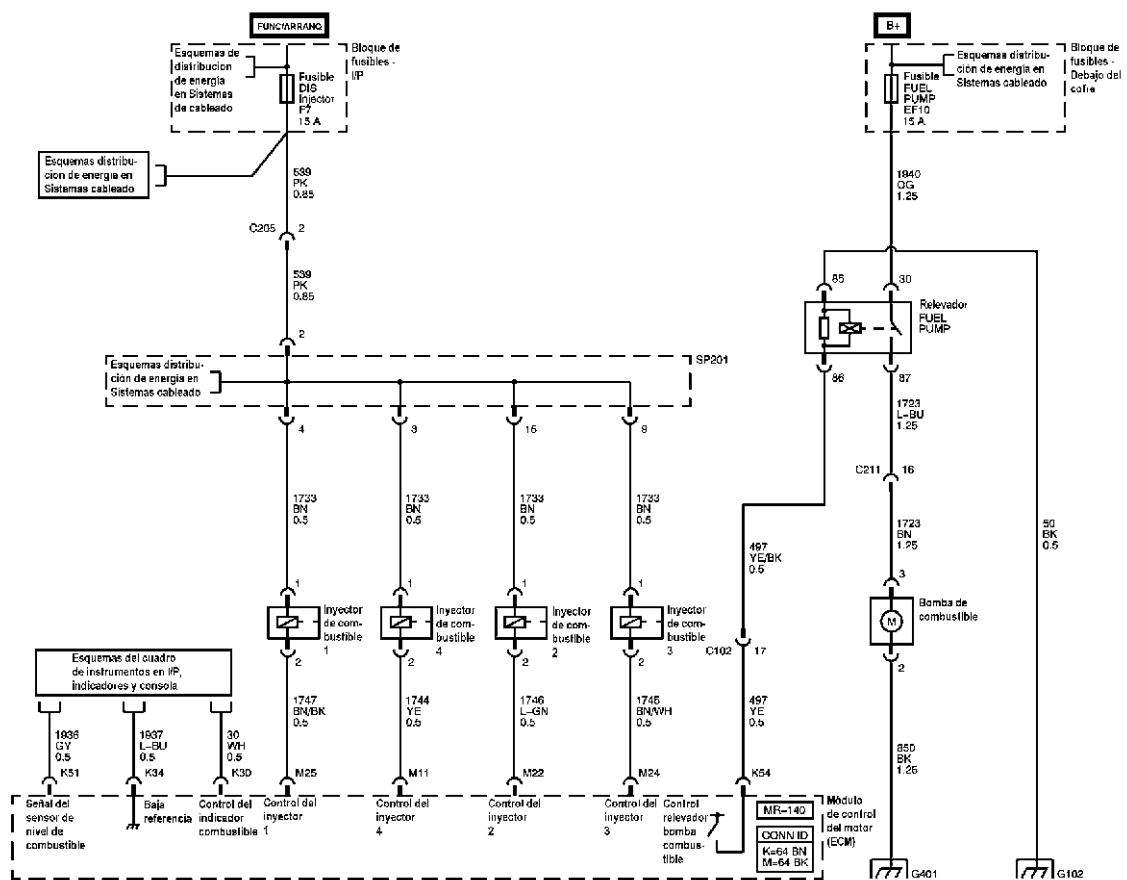 FUNC/ARRANQ
B+
Esquemas de
distribucion
de energía
en Sistemas
de cableado
Fusible
DIS
Injector
F7
15 A
Bloque de
fusibles -
I/P
Fusible
FUEL
PUMP
EF10
15 A
Esquemas distribu-
ción de energía en
Sistemas cableado
Bloque de
fusibles -
Debajo del
cofre
Esquemas distribu-
cion de energia en
Sistemas cableado
539
PK
0.85
C205
2
539
PK
0.85
2
1840
OG
1.25
85
30
Relevador
FUEL
PUMP
86
87
Esquemas distribu-
ción de energía en
Sistemas cableado
SP201
4
8
15
9
1723
L-BU
1.25
C211
16
1733
BN
0.5
1733
BN
0.5
1733
BN
0.5
1733
BN
0.5
497
YE/BK
0.5
1723
BN
1.25
50
BK
0.5
1
1
1
1
3
Inyector
de com-
bustible
1
Inyector
de com-
bustible
4
Inyector
de com-
bustible
2
Inyector
de com-
bustible
3
Bomba de
combustible
M
2
2
2
2
C102
17
2
Esquemas del cuadro
de instrumentos en I/P,
indicadores y consola
1936
GY
0.5
1937
L-BU
0.5
30
WH
0.5
1747
BN/BK
0.5
1744
YE
0.5
1746
L-GN
0.5
1745
BN/WH
0.5
497
YE
0.5
850
BK
1.25
K51
K34
K30
M25
M11
M22
M24
K54
Señal del
sensor de
nivel de
combustible
Baja
referencia
Control del
indicador
combustible
Control del
inyector
1
Control del
inyector
4
Control del
inyector
2
Control del
inyector
3
Control
relevador
bomba
combus-
tible
MR-140
CONN ID
K=64 BN
M=64 BK
Módulo
de control
del motor
(ECM)
G401
G102